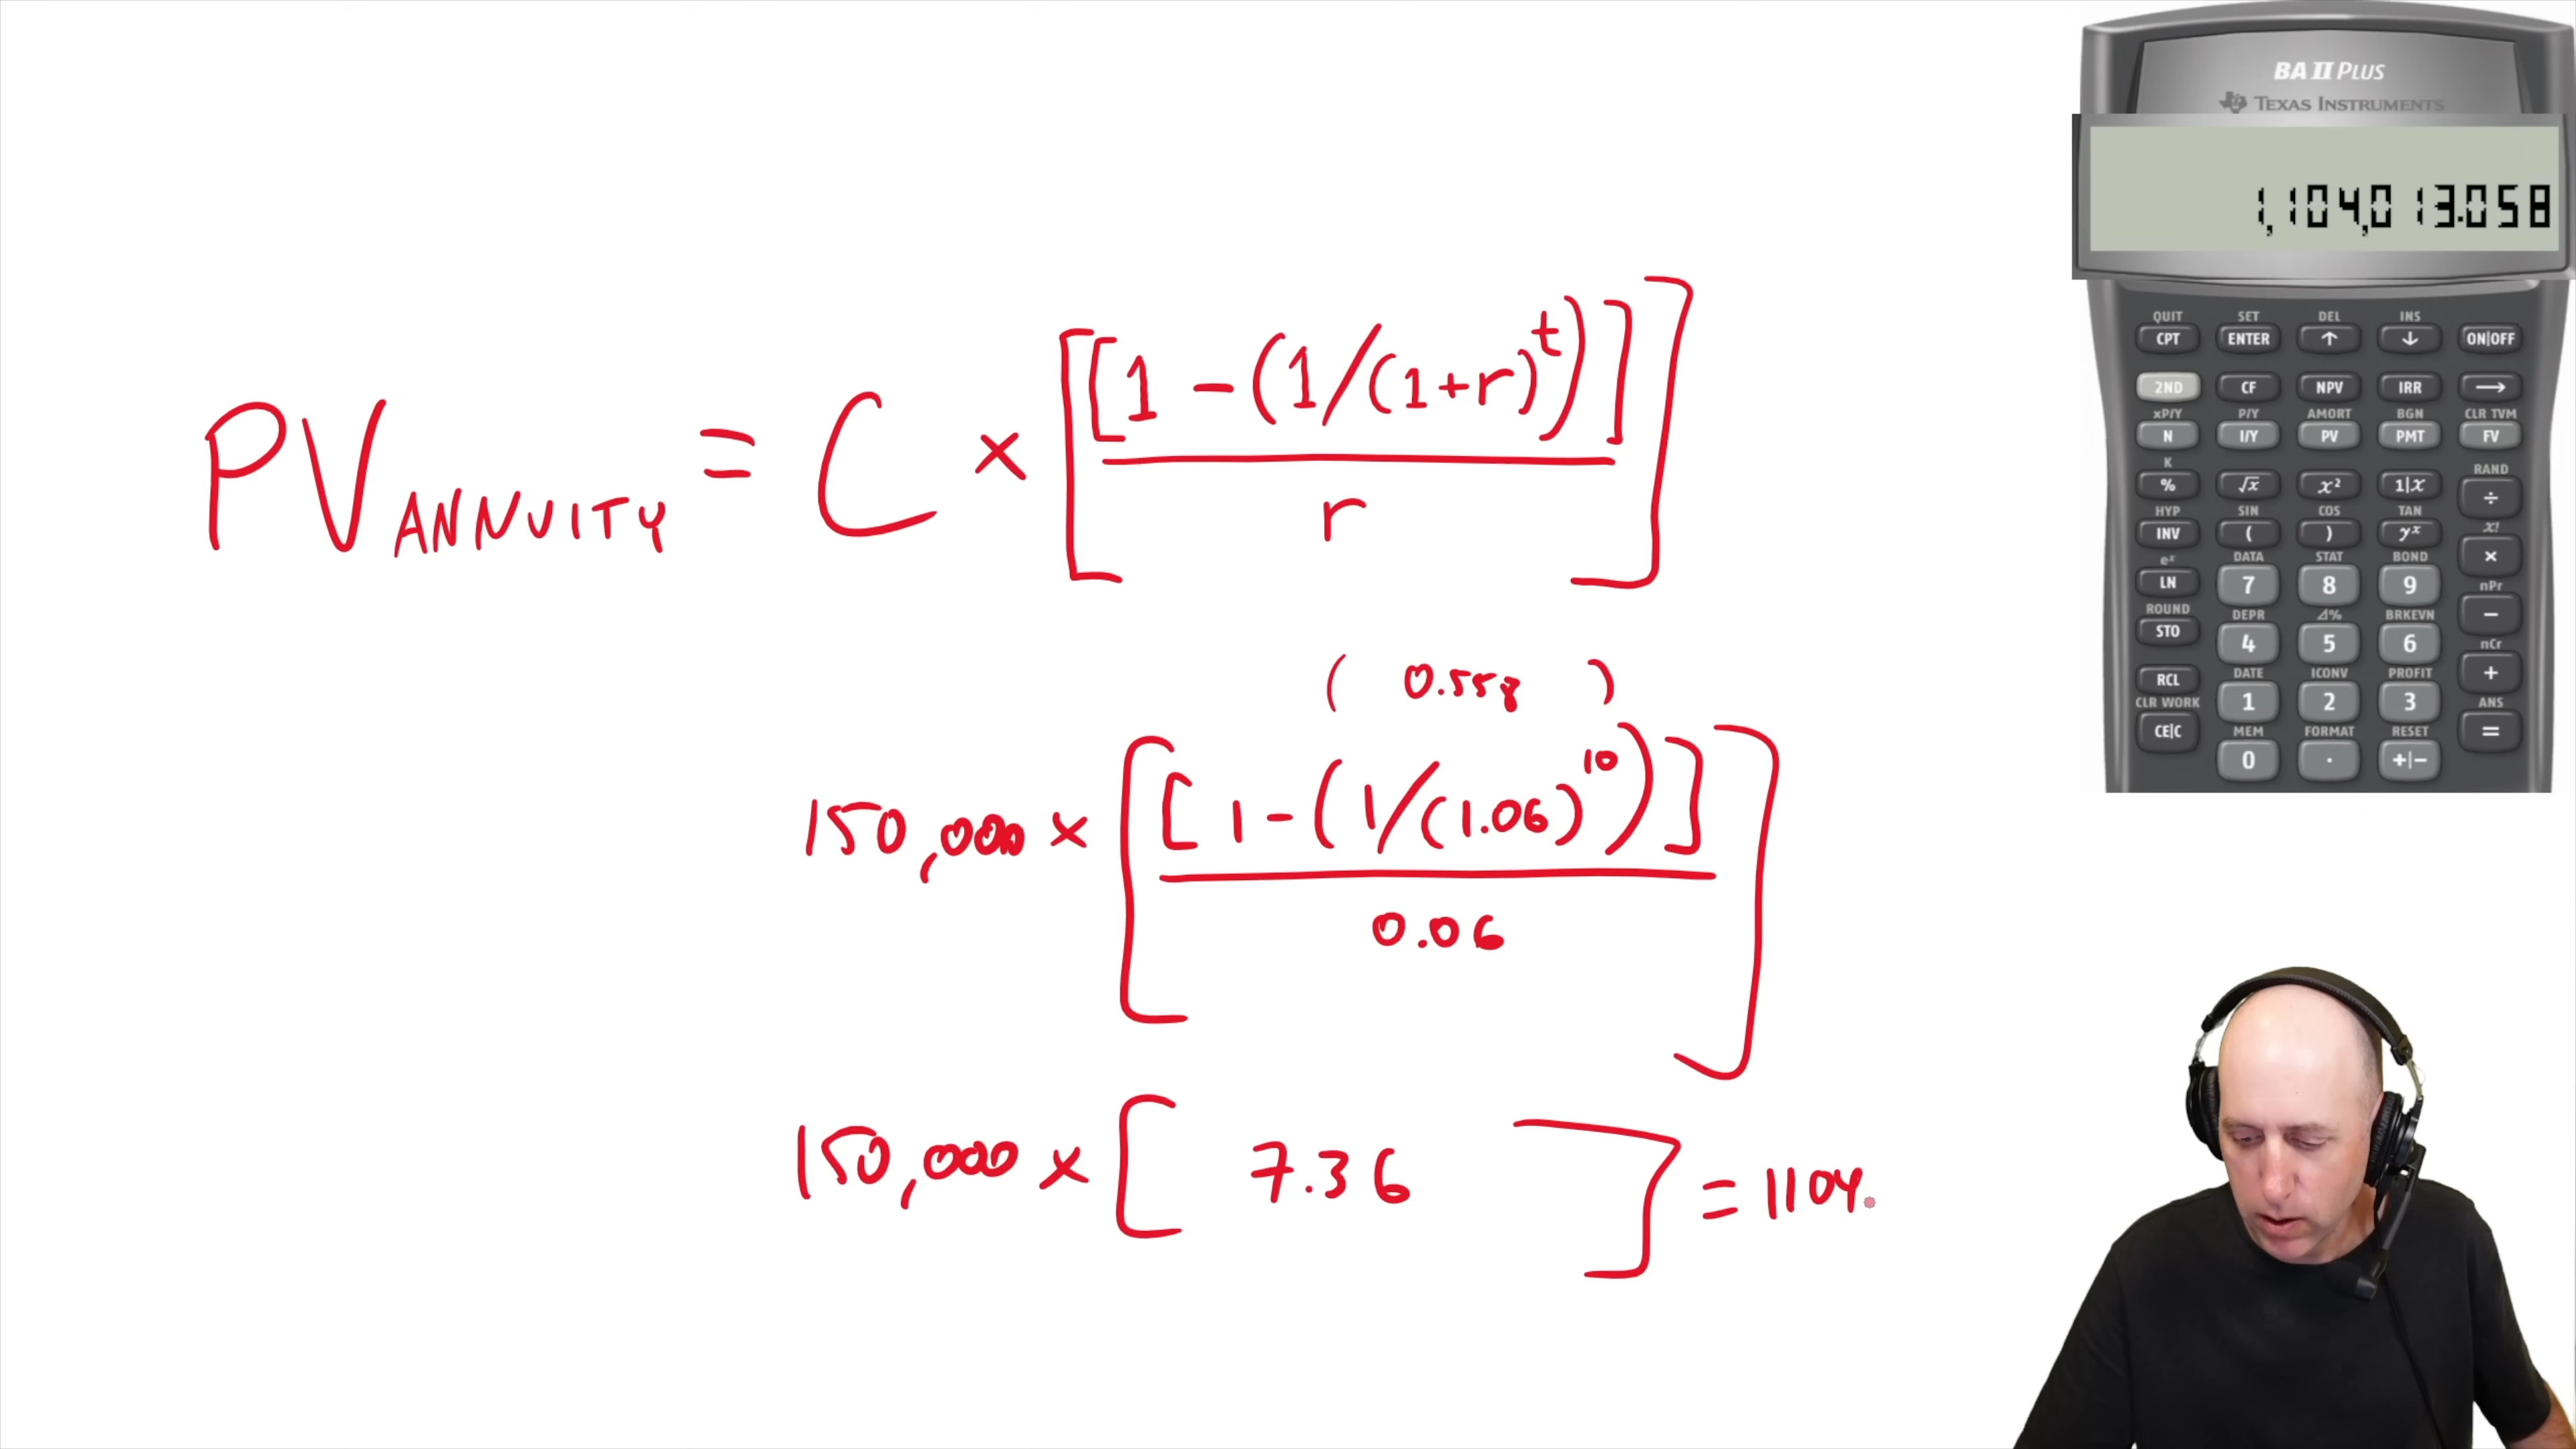 BA II PLUS
TEXAS INSTRUMENTS
1,104,013.058
PV ANNUITY = C × [[1 - (1/(1+r)^t)]]
r
( 0.558 )
150,000 × [[1 - (1/(1.06)^10)]]
0.06
150,000 × [ 7.36 ] = 1104.
QUIT SET DEL INS
CPT ENTER ↑ ↓ ON|OFF
2ND CF NPV IRR →
xP/Y P/Y AMORT BGN CLR TVM
N I/Y PV PMT FV
K RAND
% √x x² 1|x ÷
HYP SIN COS TAN x!
INV ( ) yˣ ×
eˣ DATA STAT BOND nPr
LN 7 8 9 −
ROUND DEPR Δ% BRKEVN nCr
STO 4 5 6 +
DATE ICONV PROFIT
RCL 1 2 3
CLR WORK MEM FORMAT RESET ANS
CE|C 0 . +|− =